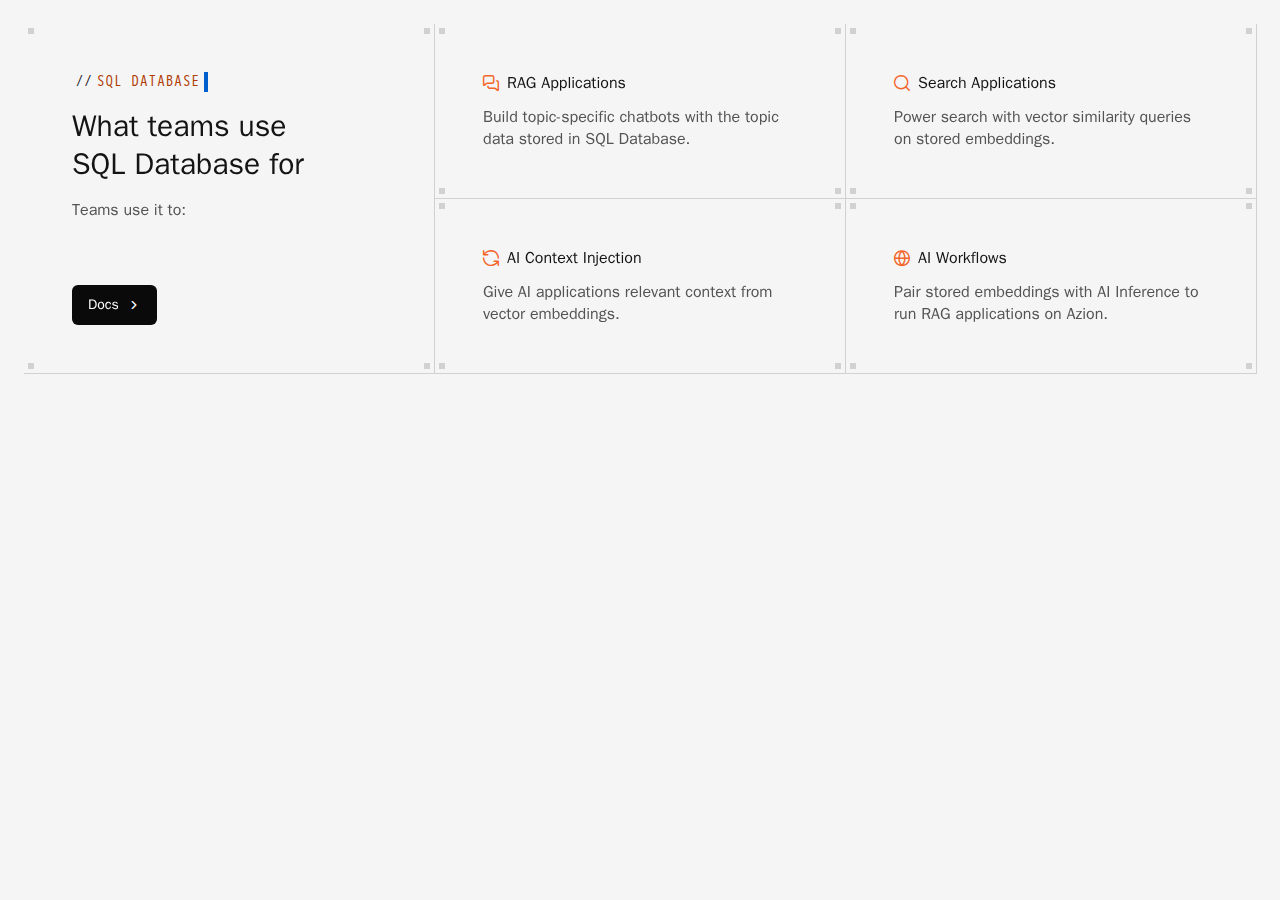 // SQL DATABASE
What teams use
SQL Database for
Teams use it to:
Docs
RAG Applications
Build topic-specific chatbots with the topic
data stored in SQL Database.
Search Applications
Power search with vector similarity queries
on stored embeddings.
AI Context Injection
Give AI applications relevant context from
vector embeddings.
AI Workflows
Pair stored embeddings with AI Inference to
run RAG applications on Azion.